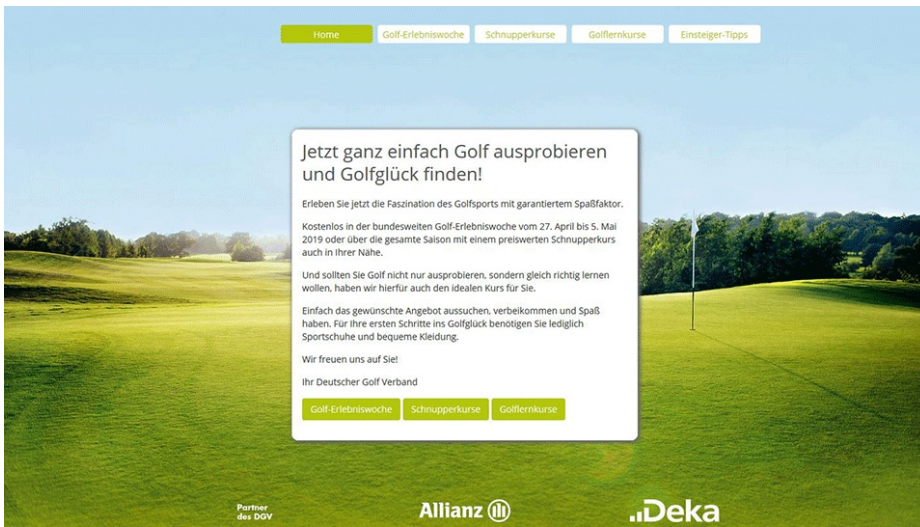 Home Golf-Erlebniswoche Schnupperkurse Golflernkurse Einsteiger-Tipps
Jetzt ganz einfach Golf ausprobieren
und Golfglück finden!
Erleben Sie jetzt die Faszination des Golfsports mit garantiertem Spaßfaktor.
Kostenlos in der bundesweiten Golf-Erlebniswoche vom 27. April bis 5. Mai
2019 oder über die gesamte Saison mit einem preiswerten Schnupperkurs
auch in Ihrer Nähe.
Und sollten Sie Golf nicht nur ausprobieren, sondern gleich richtig lernen
wollen, haben wir hierfür auch den idealen Kurs für Sie.
Einfach das gewünschte Angebot aussuchen, verbeikommen und Spaß
haben. Für Ihre ersten Schritte ins Golfglück benötigen Sie lediglich
Sportschuhe und bequeme Kleidung.
Wir freuen uns auf Sie!
Ihr Deutscher Golf Verband
Golf-Erlebniswoche Schnupperkurse Golflernkurse
Partner
des DGV
Allianz
Deka